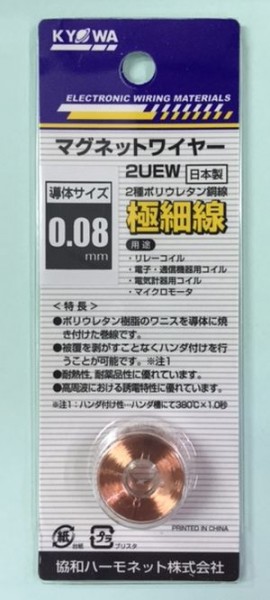 KYOWA
ELECTRONIC WIRING MATERIALS
マグネットワイヤー
2UEW 日本製
2種ポリウレタン銅線
導体サイズ
0.08
mm
極細線
用途
・リレーコイル
・電子・通信機器用コイル
・電気計器用コイル
・マイクロモータ
＜特長＞
●ポリウレタン樹脂のワニスを導体に焼
き付けた巻線です。
●被覆を剥がすことなくハンダ付けを行
うことが可能です。※注1
●耐熱性、耐薬品性に優れています。
●高周波における誘電特性に優れています。
※注1:ハンダ付け性…ハンダ槽にて380℃×1.0秒
紙
台紙
プラ
ブリスタ
PRINTED IN CHINA
協和ハーモネット株式会社